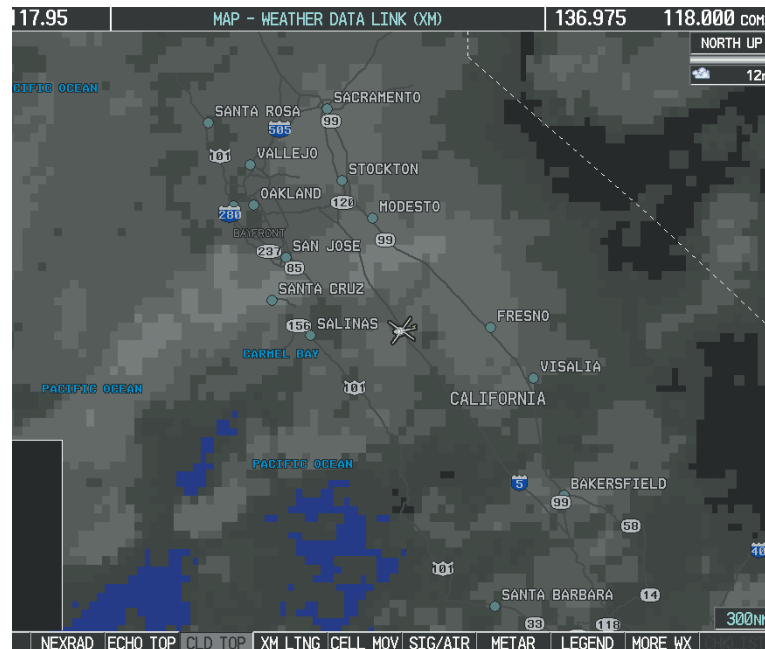 17.95 MAP - WEATHER DATA LINK (XM) 136.975 118.000 COM
NORTH UP
12
CIFIC OCEAN
SACRAMENTO
SANTA ROSA
99
505
101
VALLEJO
STOCKTON
OAKLAND
120
280
MODESTO
BAYFRONT
99
237
SAN JOSE
85
SANTA CRUZ
FRESNO
156
SALINAS
CARMEL BAY
VISALIA
PACIFIC OCEAN
101
CALIFORNIA
PACIFIC OCEAN
5
BAKERSFIELD
99
58
40
101
SANTA BARBARA
14
33
118
300NM
NEXRAD ECHO TOP CLD TOP XM LTNG CELL MOV SIG/AIR METAR LEGEND MORE WX